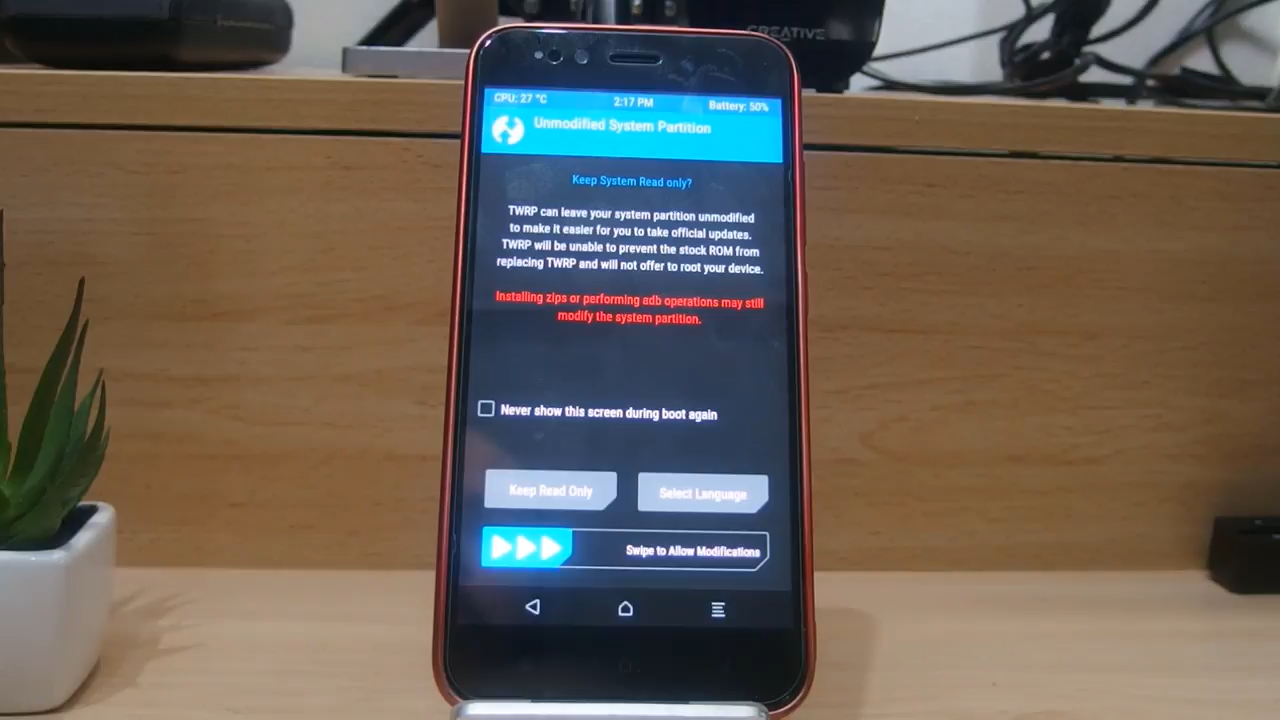 CREATIVE
CPU: 27 °C 2:17 PM Battery: 50%
Unmodified System Partition
Keep System Read only?
TWRP can leave your system partition unmodified
to make it easier for you to take official updates.
TWRP will be unable to prevent the stock ROM from
replacing TWRP and will not offer to root your device.
Installing zips or performing adb operations may still
modify the system partition.
Never show this screen during boot again
Keep Read Only Select Language
Swipe to Allow Modifications